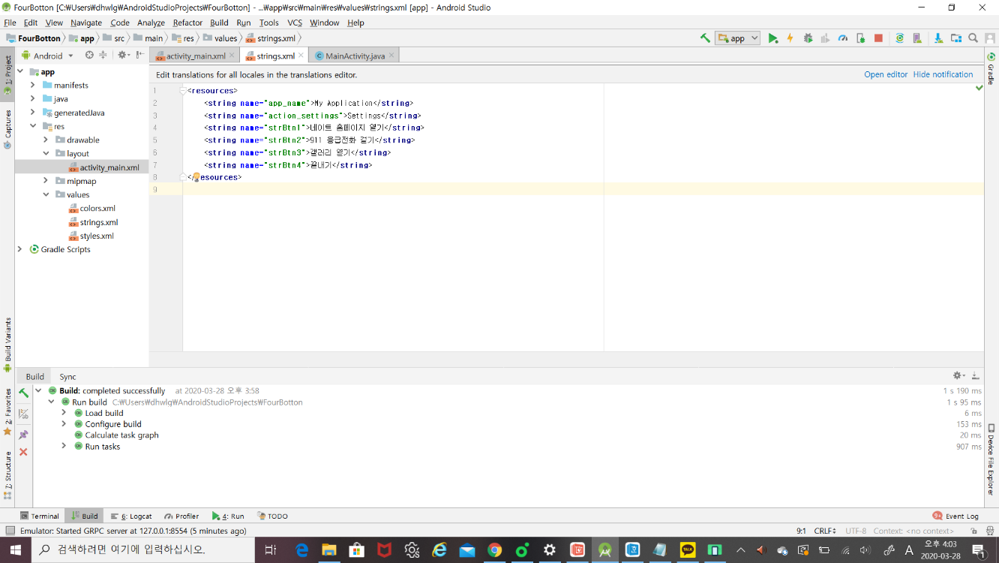 FourBotton [C:₩Users₩dhwlg₩AndroidStudioProjects₩FourBotton] - ...₩app₩src₩main₩res₩values₩strings.xml [app] - Android Studio
File Edit View Navigate Code Analyze Refactor Build Run Tools VCS Window Help
FourBotton app src main res values strings.xml app
Android activity_main.xml strings.xml MainActivity.java
Edit translations for all locales in the translations editor. Open editor Hide notification
1: Project
Captures
Build Variants
2: Favorites
7: Structure
app
manifests
java
generatedJava
res
drawable
layout
activity_main.xml
mipmap
values
colors.xml
strings.xml
styles.xml
Gradle Scripts
1 <resources>
2 <string name="app_name">My Application</string>
3 <string name="action_settings">Settings</string>
4 <string name="strBtn1">네이트 홈페이지 열기</string>
5 <string name="strBtn2">911 응급전화 걸기</string>
6 <string name="strBtn3">갤러리 열기</string>
7 <string name="strBtn4">끝내기</string>
8 </resources>
9
Gradle
Device File Explorer
Build Sync
Build: completed successfully at 2020-03-28 오후 3:58 1 s 190 ms
Run build C:₩Users₩dhwlg₩AndroidStudioProjects₩FourBotton 1 s 95 ms
Load build 6 ms
Configure build 153 ms
Calculate task graph 20 ms
Run tasks 907 ms
Terminal Build 6: Logcat Profiler 4: Run TODO 9+ Event Log
Emulator: Started GRPC server at 127.0.0.1:8554 (5 minutes ago) 9:1 CRLF UTF-8 Context: <no context>
검색하려면 여기에 입력하십시오. TALK A 오후 4:03
2020-03-28 1